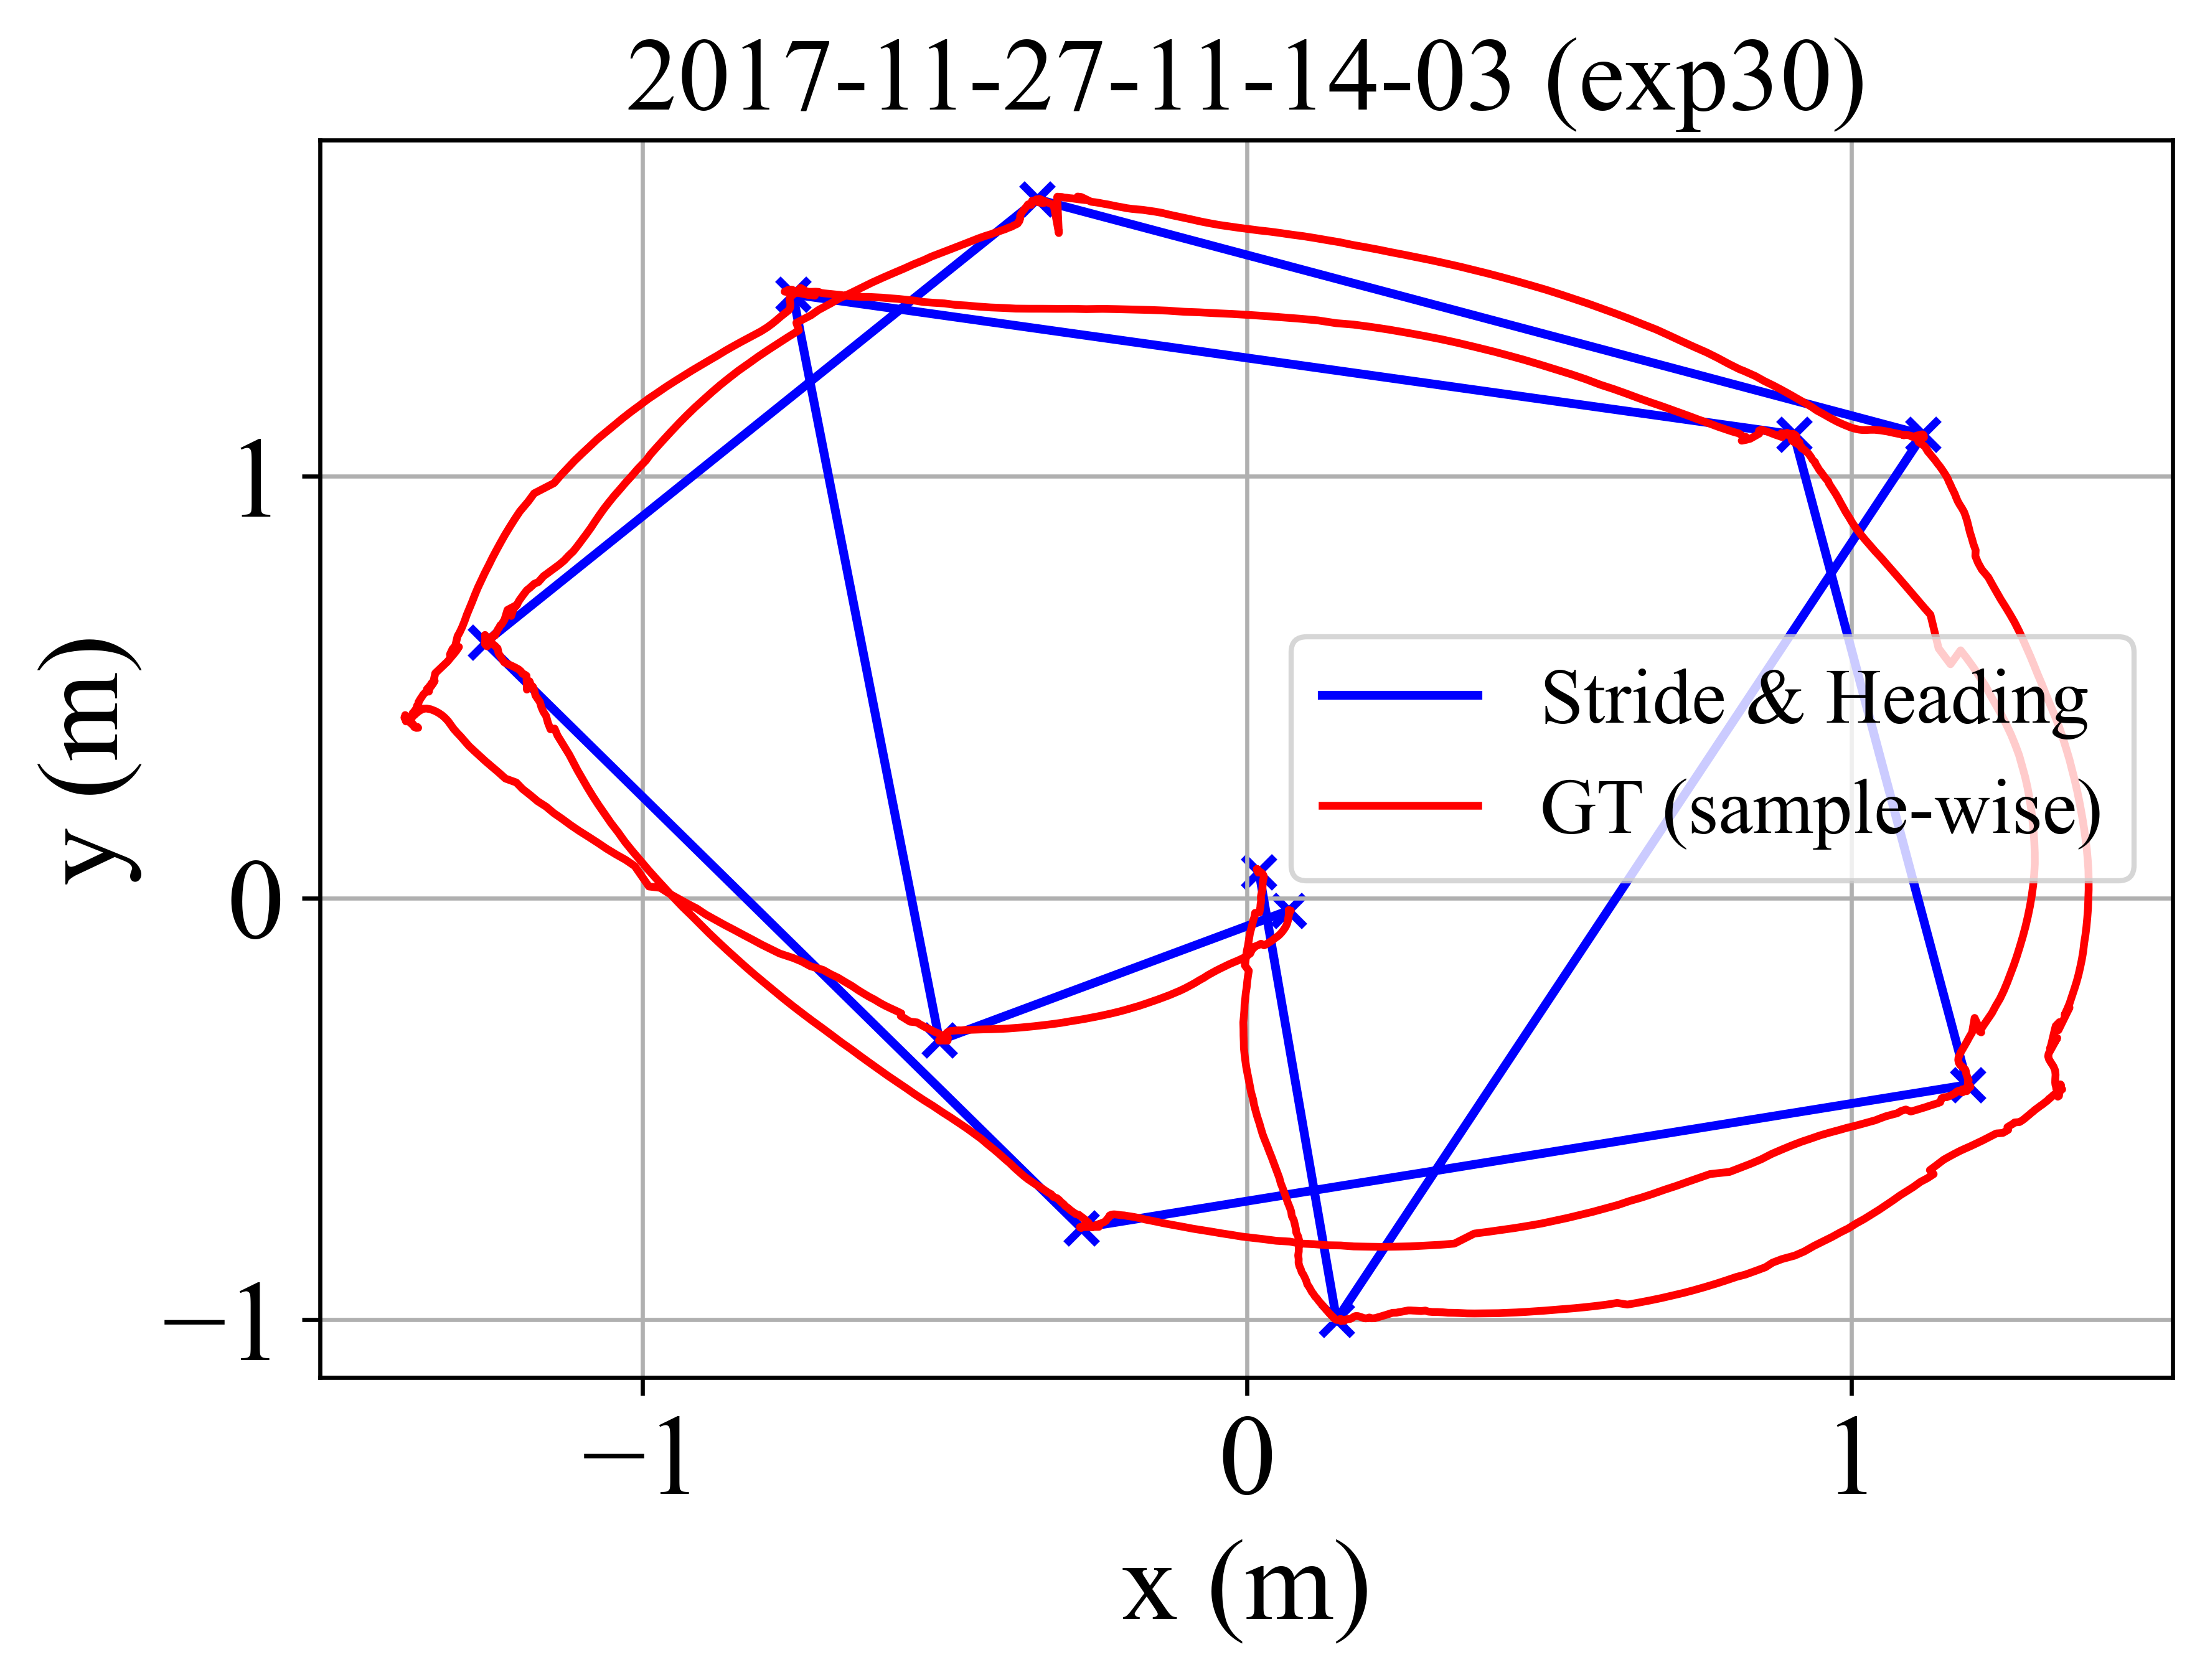 2017-11-27-11-14-03 (exp30)
y (m)
1
0
−1
Stride & Heading
GT (sample-wise)
−1
0
1
x (m)